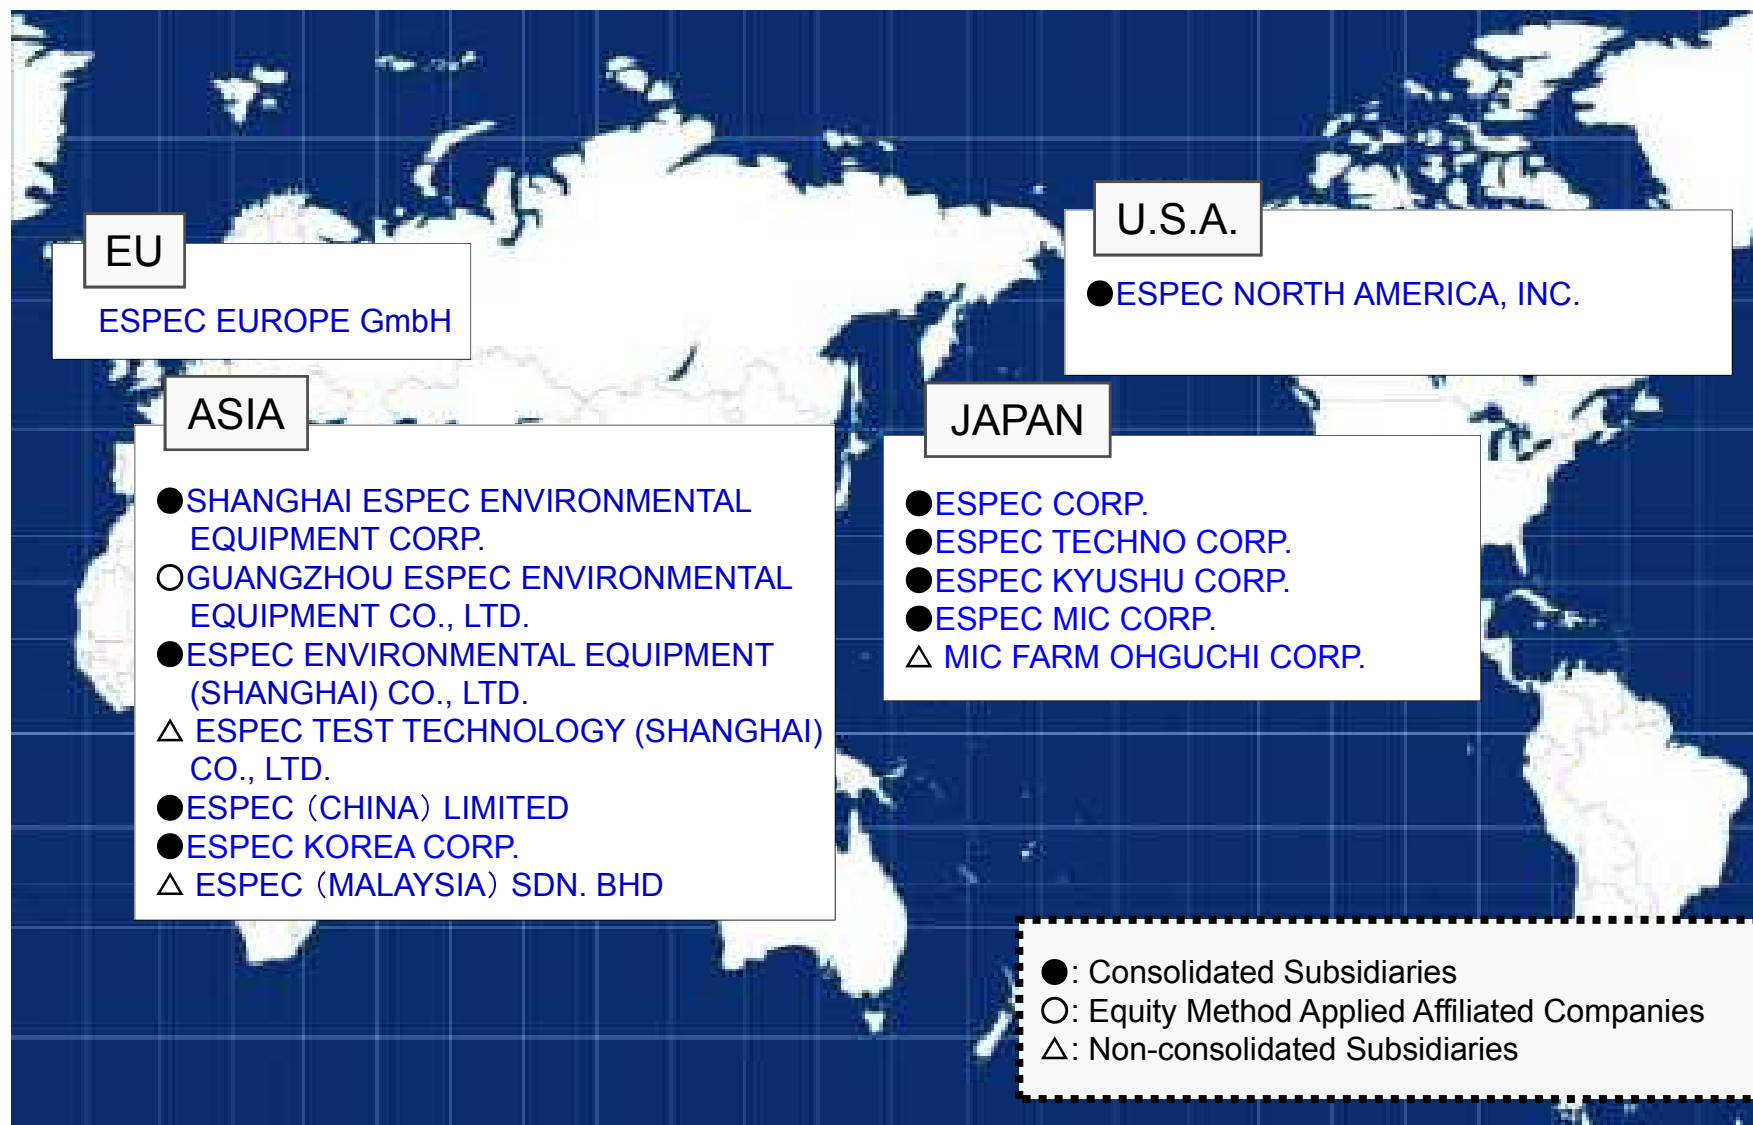 EU
ESPEC EUROPE GmbH
U.S.A.
●ESPEC NORTH AMERICA, INC.
ASIA
●SHANGHAI ESPEC ENVIRONMENTAL
EQUIPMENT CORP.
○GUANGZHOU ESPEC ENVIRONMENTAL
EQUIPMENT CO., LTD.
●ESPEC ENVIRONMENTAL EQUIPMENT
(SHANGHAI) CO., LTD.
△ ESPEC TEST TECHNOLOGY (SHANGHAI)
CO., LTD.
●ESPEC（CHINA）LIMITED
●ESPEC KOREA CORP.
△ ESPEC（MALAYSIA）SDN. BHD
JAPAN
●ESPEC CORP.
●ESPEC TECHNO CORP.
●ESPEC KYUSHU CORP.
●ESPEC MIC CORP.
△ MIC FARM OHGUCHI CORP.
●: Consolidated Subsidiaries
○: Equity Method Applied Affiliated Companies
△: Non-consolidated Subsidiaries